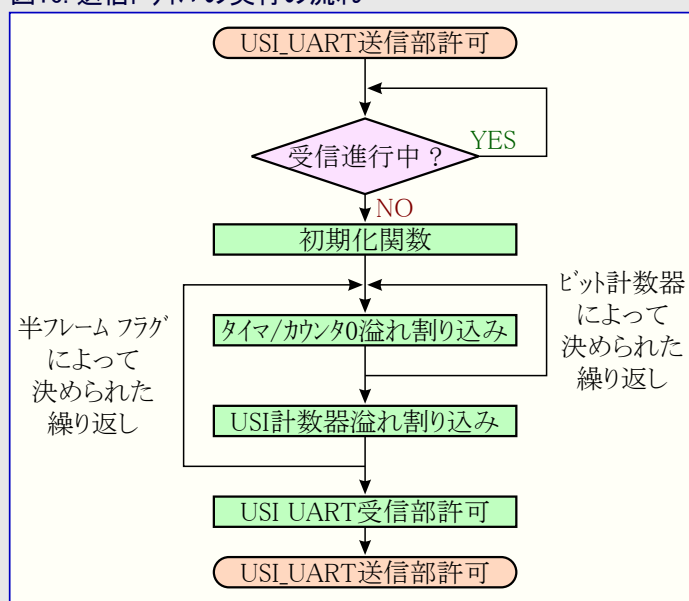 USI_UART送信部許可
受信進行中 ?
YES
NO
初期化関数
半フレーム フラグ
によって
決められた
繰り返し
タイマ/カウンタ0溢れ割り込み
ビット計数器
によって
決められた
繰り返し
USI計数器溢れ割り込み
USI_UART受信部許可
USI_UART送信部許可